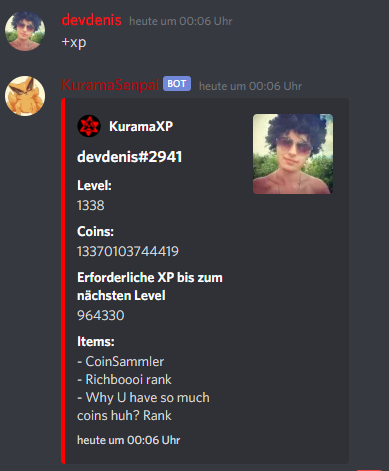 devdenis heute um 00:06 Uhr
+xp
KuramaSenpai BOT heute um 00:06 Uhr
KuramaXP
devdenis#2941
Level:
1338
Coins:
13370103744419
Erforderliche XP bis zum
nächsten Level
964330
Items:
- CoinSammler
- Richboooi rank
- Why U have so much
coins huh? Rank
heute um 00:06 Uhr